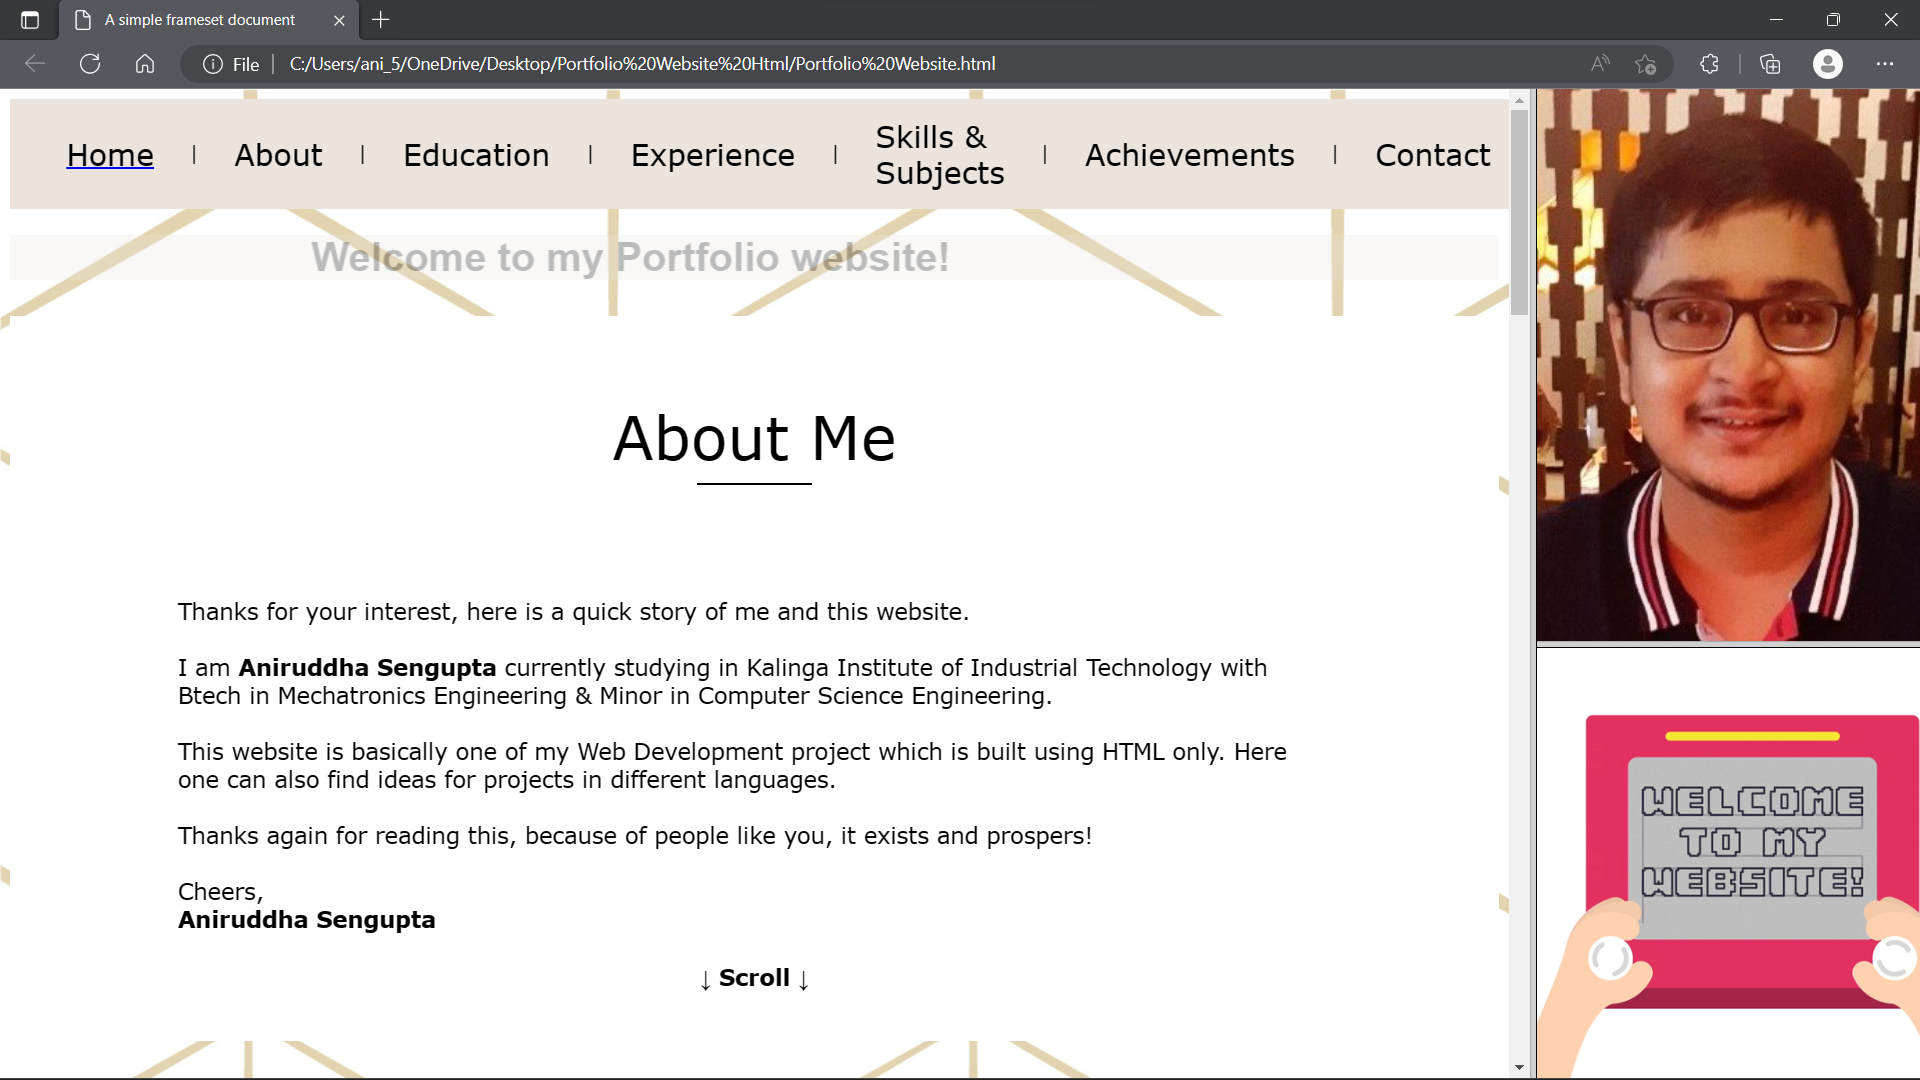 A simple frameset document
File
C:/Users/ani_5/OneDrive/Desktop/Portfolio%20Website%20Html/Portfolio%20Website.html
Home | About | Education | Experience | Skills & Subjects | Achievements | Contact
Welcome to my Portfolio website!
About Me
Thanks for your interest, here is a quick story of me and this website.
I am Aniruddha Sengupta currently studying in Kalinga Institute of Industrial Technology with
Btech in Mechatronics Engineering & Minor in Computer Science Engineering.
This website is basically one of my Web Development project which is built using HTML only. Here
one can also find ideas for projects in different languages.
Thanks again for reading this, because of people like you, it exists and prospers!
Cheers,
Aniruddha Sengupta
↓ Scroll ↓
WELCOME
TO MY
WEBSITE!